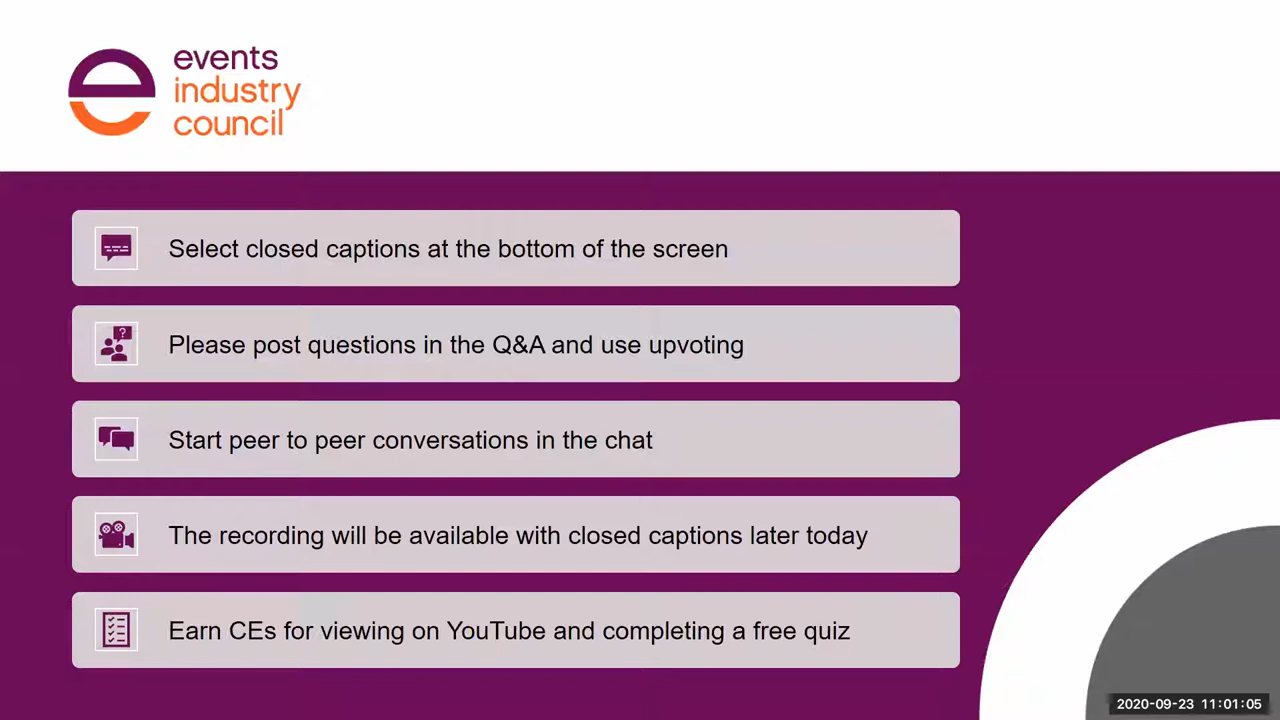 events
industry
council
Select closed captions at the bottom of the screen
Please post questions in the Q&A and use upvoting
Start peer to peer conversations in the chat
The recording will be available with closed captions later today
Earn CEs for viewing on YouTube and completing a free quiz
2020-09-23 11:01:05